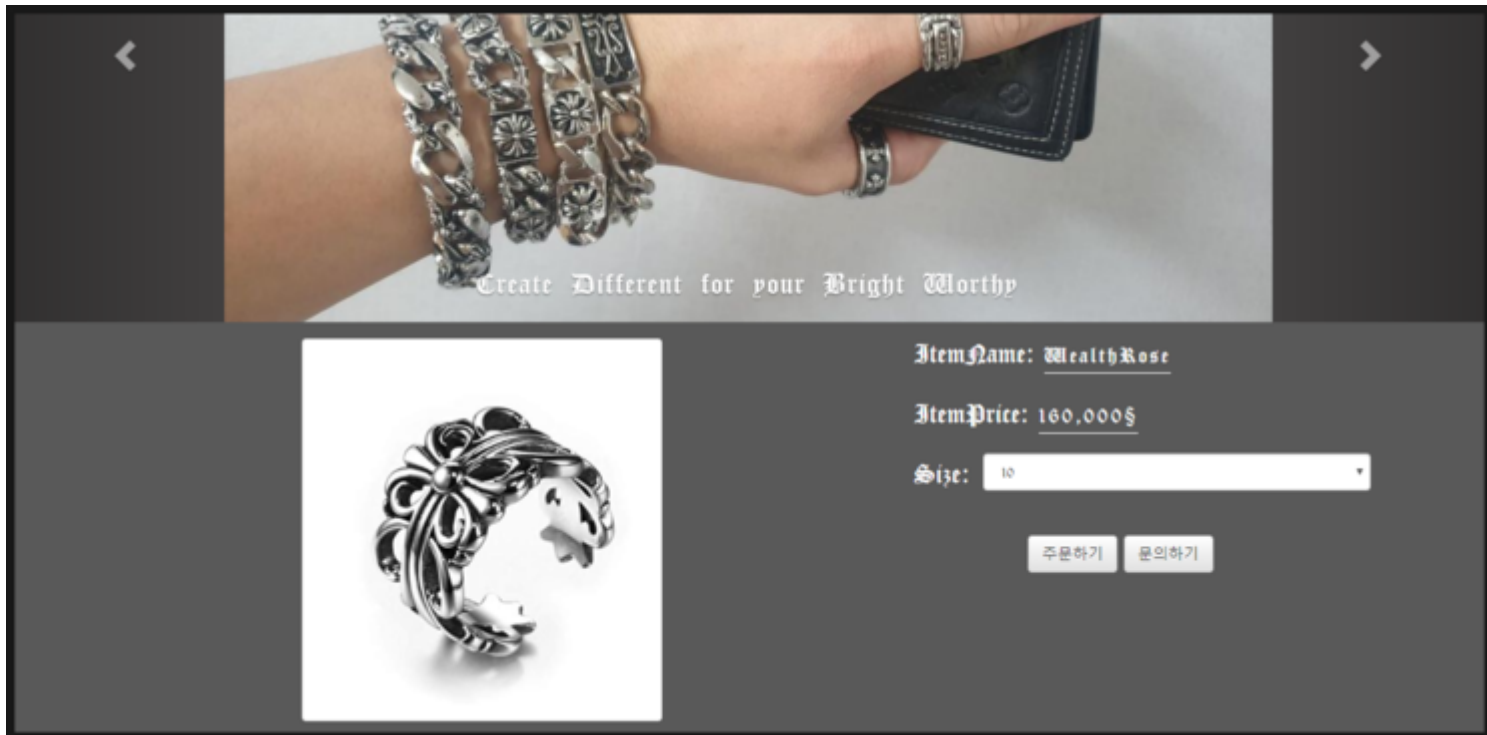 Create Different for your Bright Worthy
ItemName: WealthRose
ItemPrice: 160,000§
Size: 10
주문하기 문의하기